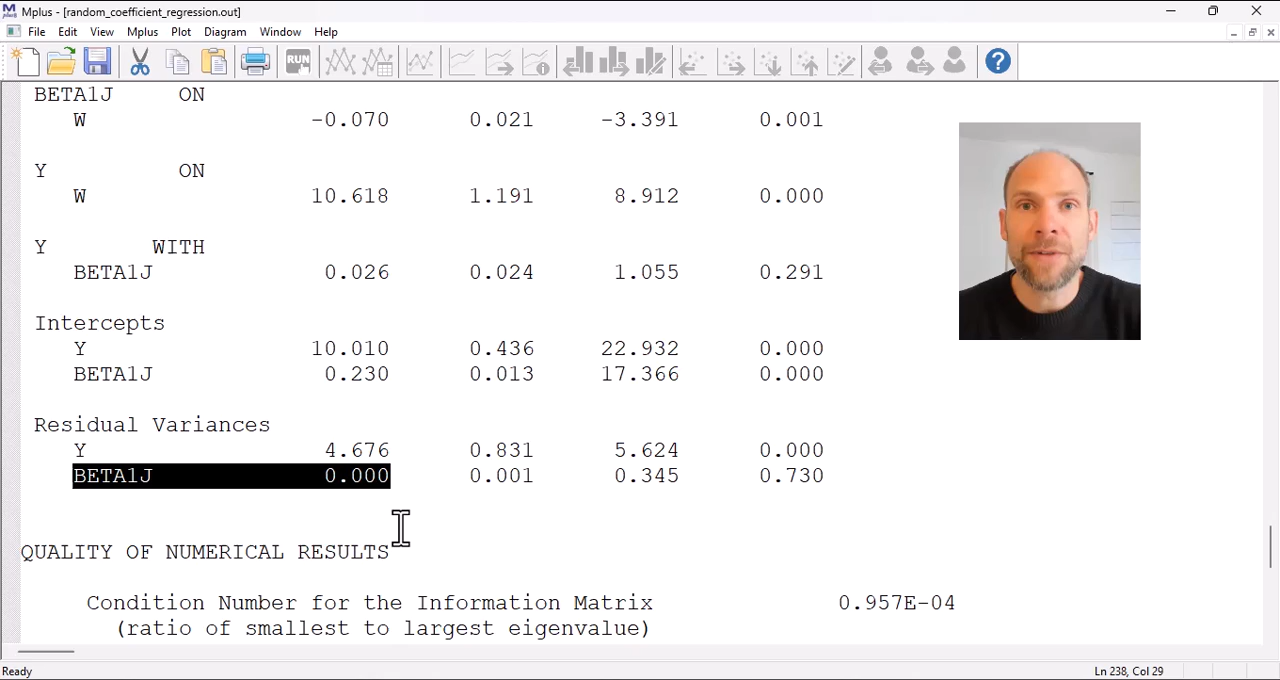 Mplus - [random_coefficient_regression.out]
File Edit View Mplus Plot Diagram Window Help
RUN
BETA1J ON
W -0.070 0.021 -3.391 0.001
Y ON
W 10.618 1.191 8.912 0.000
Y WITH
BETA1J 0.026 0.024 1.055 0.291
Intercepts
Y 10.010 0.436 22.932 0.000
BETA1J 0.230 0.013 17.366 0.000
Residual Variances
Y 4.676 0.831 5.624 0.000
BETA1J 0.000 0.001 0.345 0.730
QUALITY OF NUMERICAL RESULTS
Condition Number for the Information Matrix 0.957E-04
(ratio of smallest to largest eigenvalue)
Ready Ln 238, Col 29